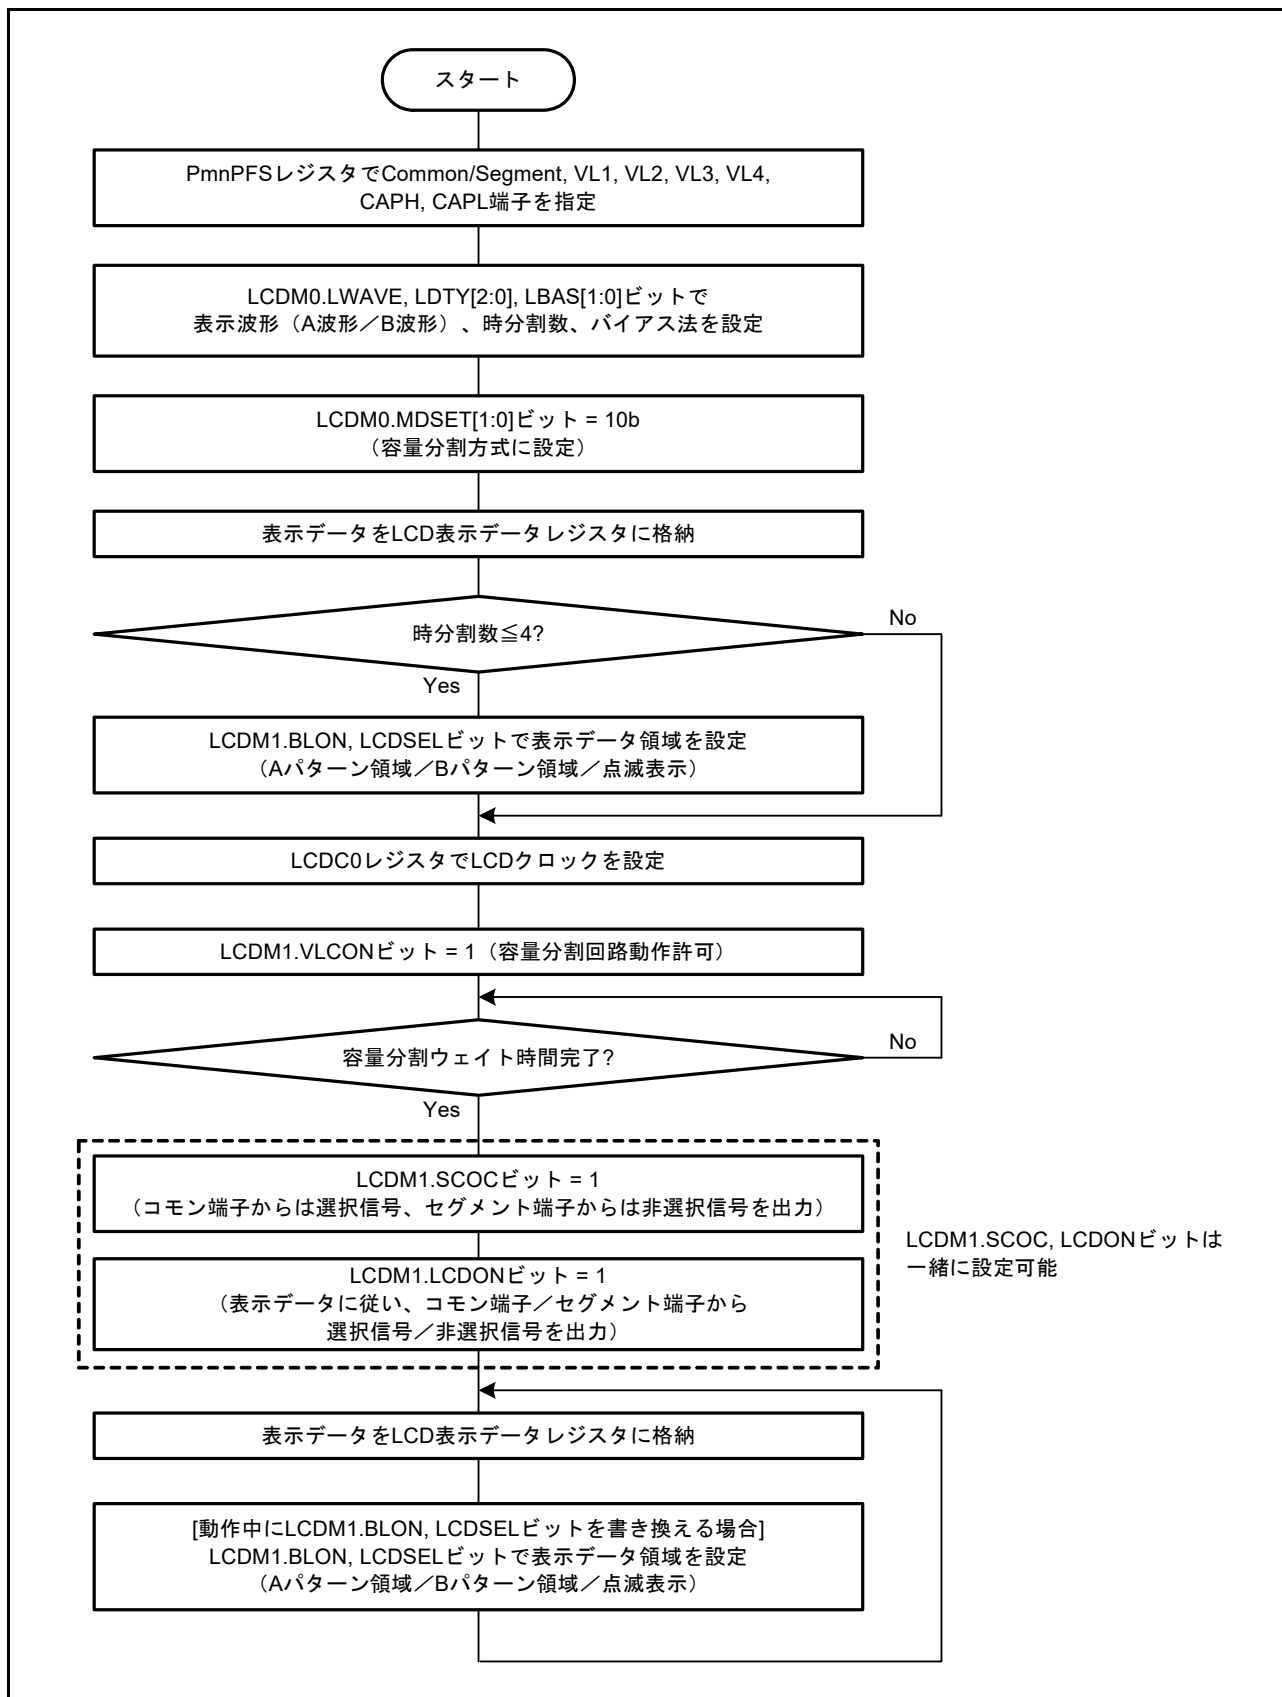 スタート
PmnPFSレジスタでCommon/Segment, VL1, VL2, VL3, VL4,
CAPH, CAPL端子を指定
LCDM0.LWAVE, LDTY[2:0], LBAS[1:0]ビットで
表示波形（A波形／B波形）、時分割数、バイアス法を設定
LCDM0.MDSET[1:0]ビット = 10b
（容量分割方式に設定）
表示データをLCD表示データレジスタに格納
時分割数≦4?
No
Yes
LCDM1.BLON, LCDSELビットで表示データ領域を設定
（Aパターン領域／Bパターン領域／点滅表示）
LCDC0レジスタでLCDクロックを設定
LCDM1.VLCONビット = 1（容量分割回路動作許可）
容量分割ウェイト時間完了?
No
Yes
LCDM1.SCOCビット = 1
（コモン端子からは選択信号、セグメント端子からは非選択信号を出力）
LCDM1.SCOC, LCDONビットは
一緒に設定可能
LCDM1.LCDONビット = 1
（表示データに従い、コモン端子／セグメント端子から
選択信号／非選択信号を出力）
表示データをLCD表示データレジスタに格納
[動作中にLCDM1.BLON, LCDSELビットを書き換える場合]
LCDM1.BLON, LCDSELビットで表示データ領域を設定
（Aパターン領域／Bパターン領域／点滅表示）